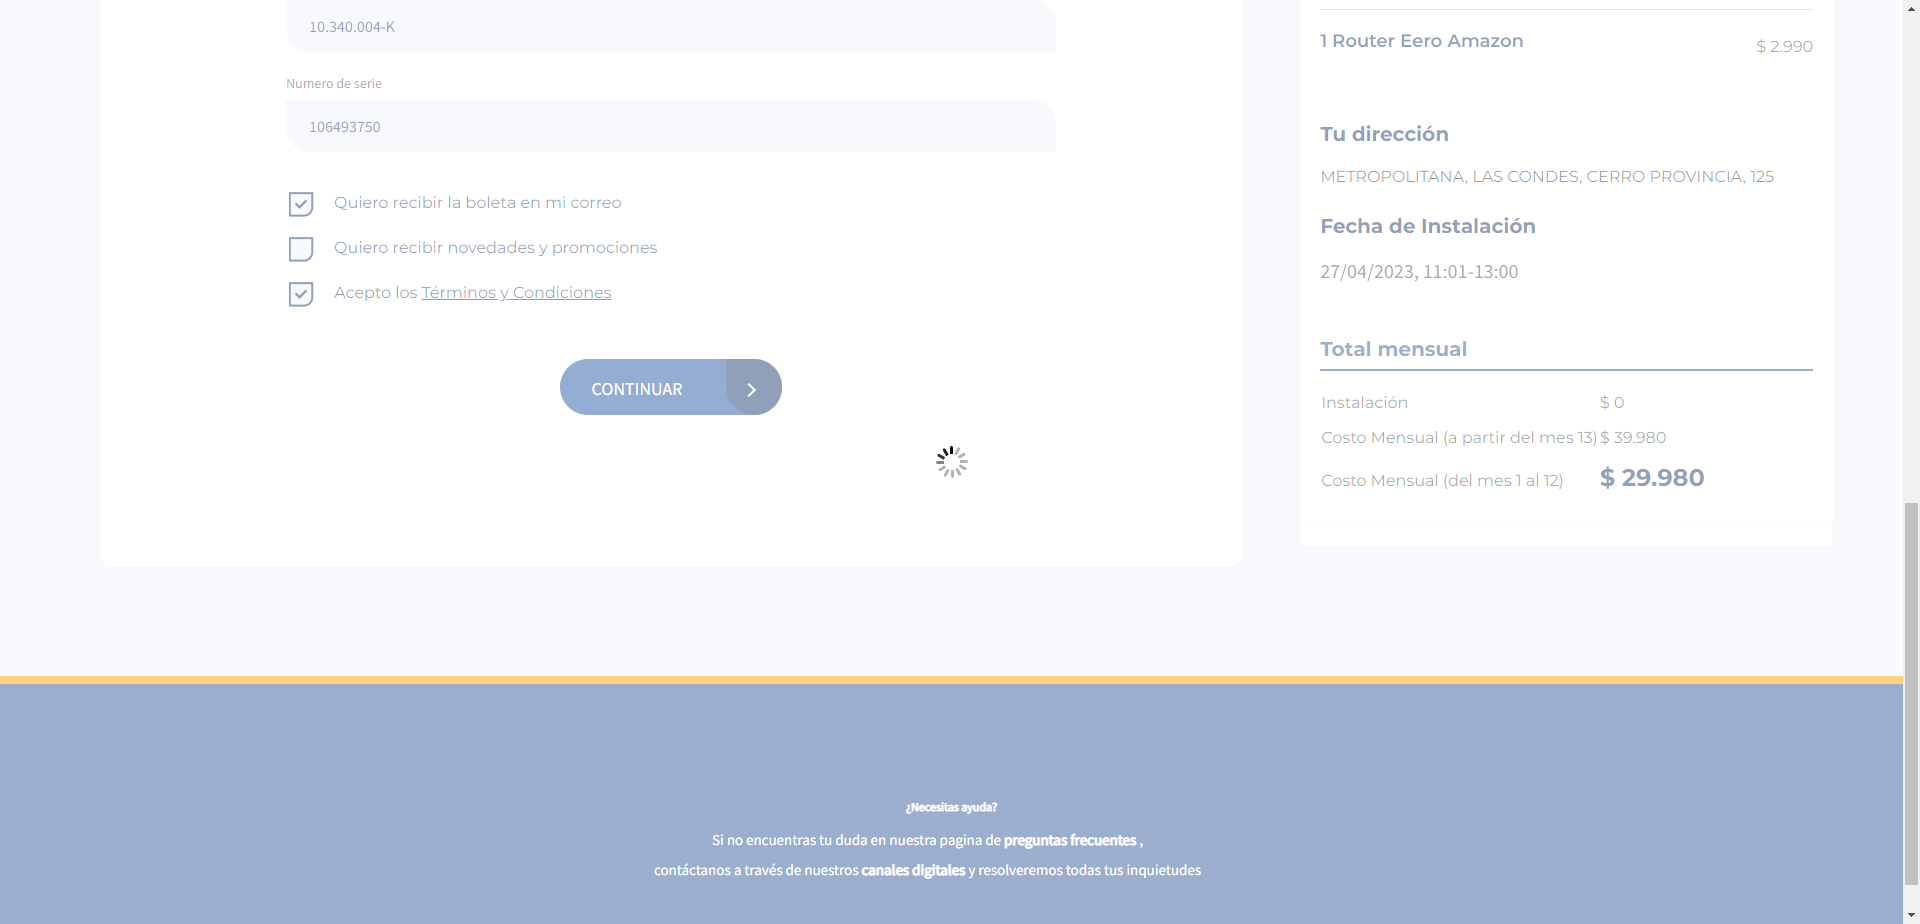 10.340.004-K
Numero de serie
106493750
Quiero recibir la boleta en mi correo
Quiero recibir novedades y promociones
Acepto los Términos y Condiciones
CONTINUAR
1 Router Eero Amazon
$ 2.990
Tu dirección
METROPOLITANA, LAS CONDES, CERRO PROVINCIA, 125
Fecha de Instalación
27/04/2023, 11:01-13:00
Total mensual
Instalación $ 0
Costo Mensual (a partir del mes 13) $ 39.980
Costo Mensual (del mes 1 al 12) $ 29.980
¿Necesitas ayuda?
Si no encuentras tu duda en nuestra pagina de preguntas frecuentes ,
contáctanos a través de nuestros canales digitales y resolveremos todas tus inquietudes